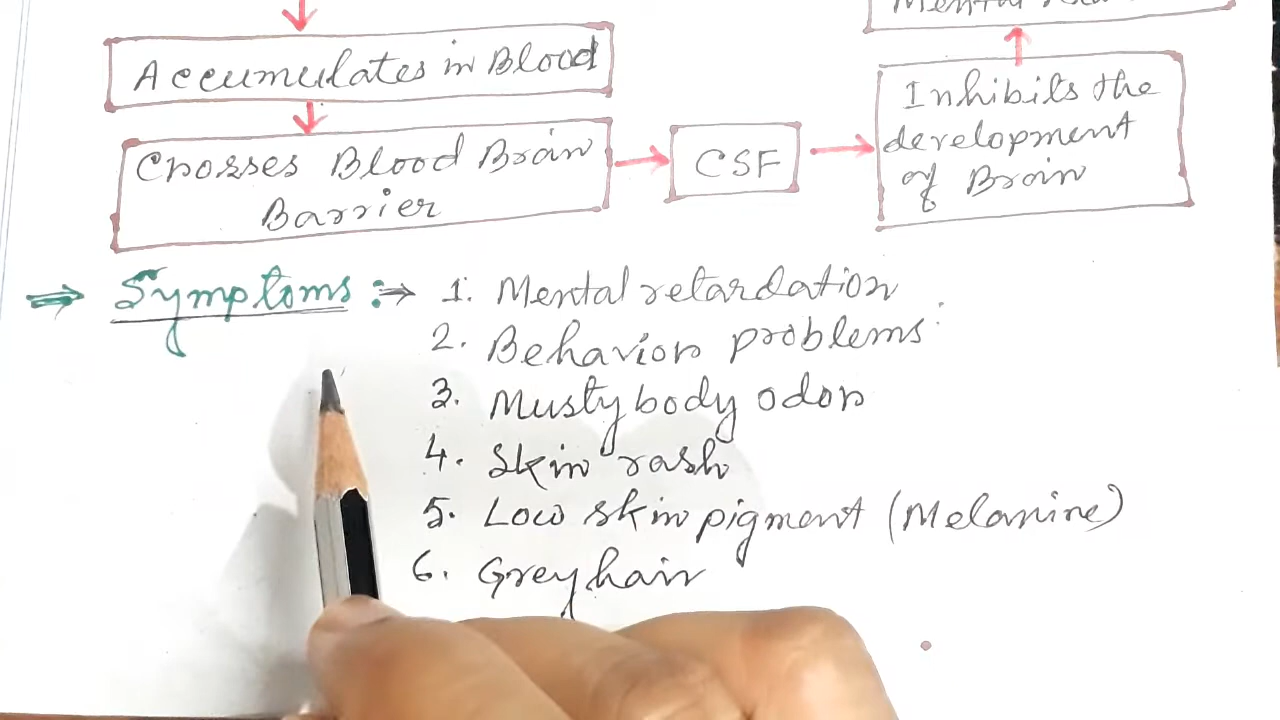 Mental
Accumulates in Blood
Crosses Blood Brain
Barrier
CSF
Inhibits the
development
of Brain
⇒ Symptoms :⇒ 1. Mental retardation
2. Behavior problems
3. Musty body odor
4. Skin rash
5. Low skin pigment (Melanine)
6. Grey hair